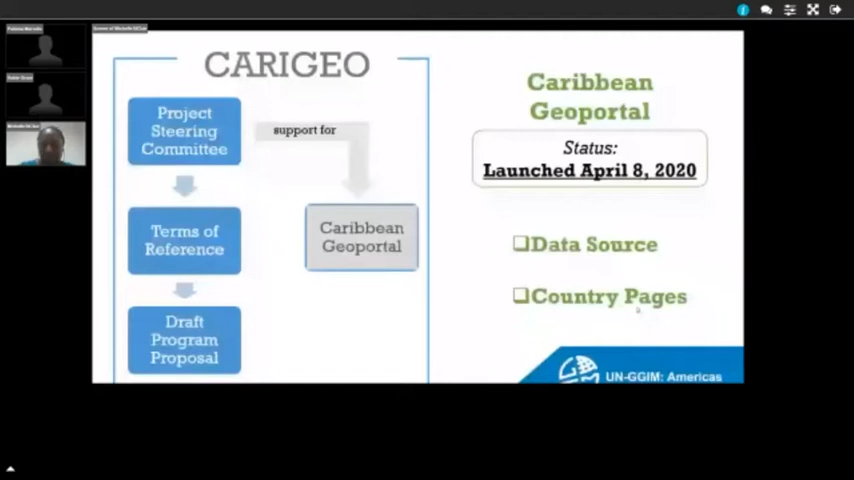 CARIGEO
Project
Steering
Committee
support for
Terms of
Reference
Caribbean
Geoportal
Draft
Program
Proposal
Caribbean
Geoportal
Status:
Launched April 8, 2020
❑Data Source
❑Country Pages
UN-GGIM: Americas